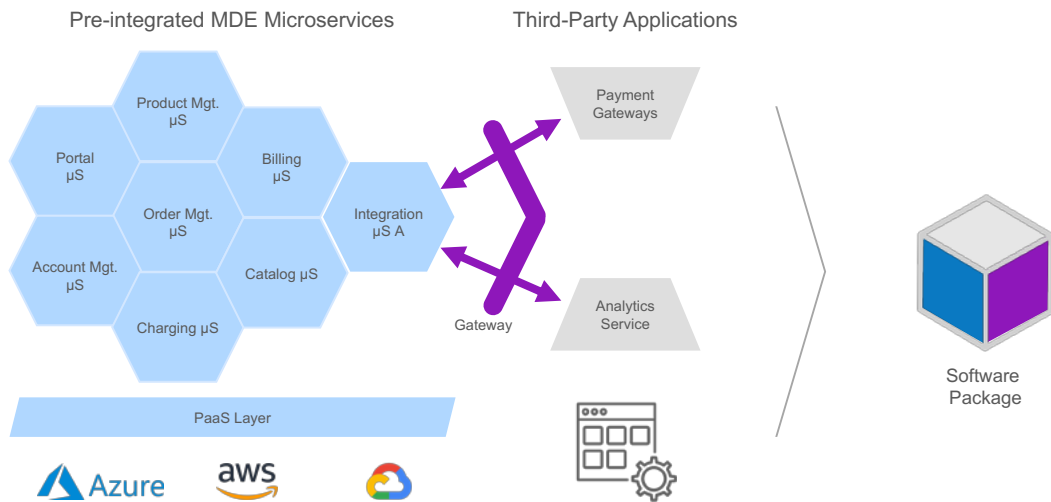 Pre-integrated MDE Microservices
Third-Party Applications
Product Mgt.
µS
Portal
µS
Billing
µS
Order Mgt.
µS
Integration
µS A
Account Mgt.
µS
Catalog µS
Charging µS
Gateway
Payment
Gateways
Analytics
Service
Software
Package
PaaS Layer
Azure
aws